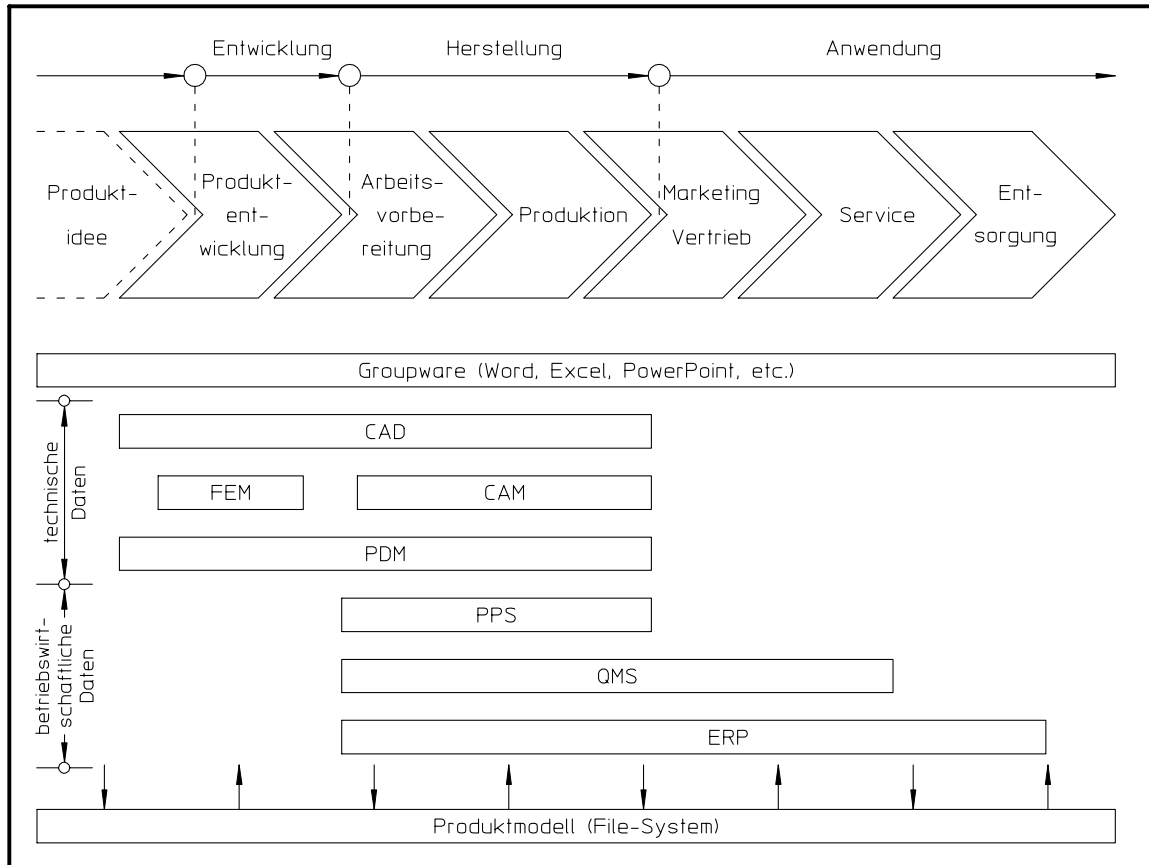 Entwicklung
Herstellung
Anwendung
Produkt-
idee
Produkt-
ent-
wicklung
Arbeits-
vorbe-
reitung
Produktion
Marketing
Vertrieb
Service
Ent-
sorgung
Groupware (Word, Excel, PowerPoint, etc.)
technische
Daten
CAD
FEM
CAM
PDM
betriebswirt-
schaftliche
Daten
PPS
QMS
ERP
Produktmodell (File-System)